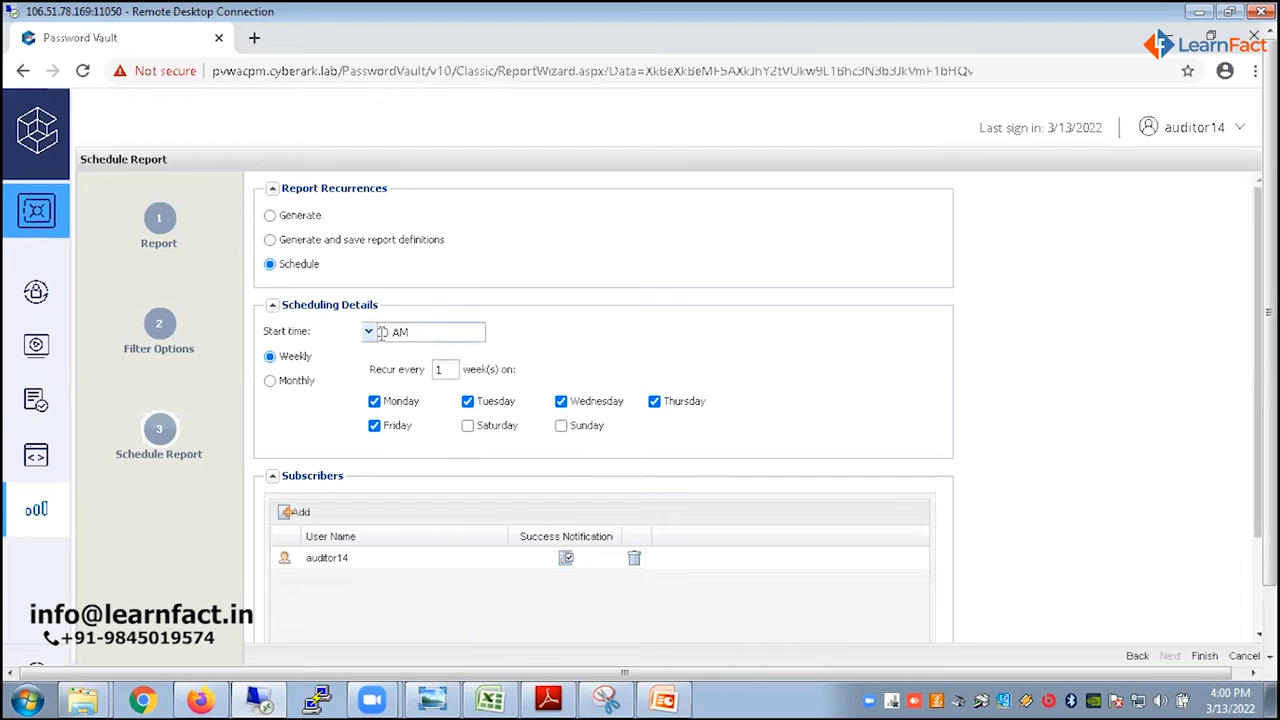 106.51.78.169:11050 - Remote Desktop Connection
Password Vault
LearnFact
Not secure
pvwacpm.cyberark.lab/PasswordVault/v10/Classic/ReportWizard.aspx?Data=
Last sign in: 3/13/2022
auditor14
Schedule Report
1
Report
2
Filter Options
3
Schedule Report
Report Recurrences
Generate
Generate and save report definitions
Schedule
Scheduling Details
Start time:
AM
Weekly
Monthly
Recur every 1 week(s) on:
Monday Tuesday Wednesday Thursday
Friday Saturday Sunday
Subscribers
Add
User Name Success Notification
auditor14
info@learnfact.in
+91-9845019574
Back Next Finish Cancel
4:00 PM
3/13/2022